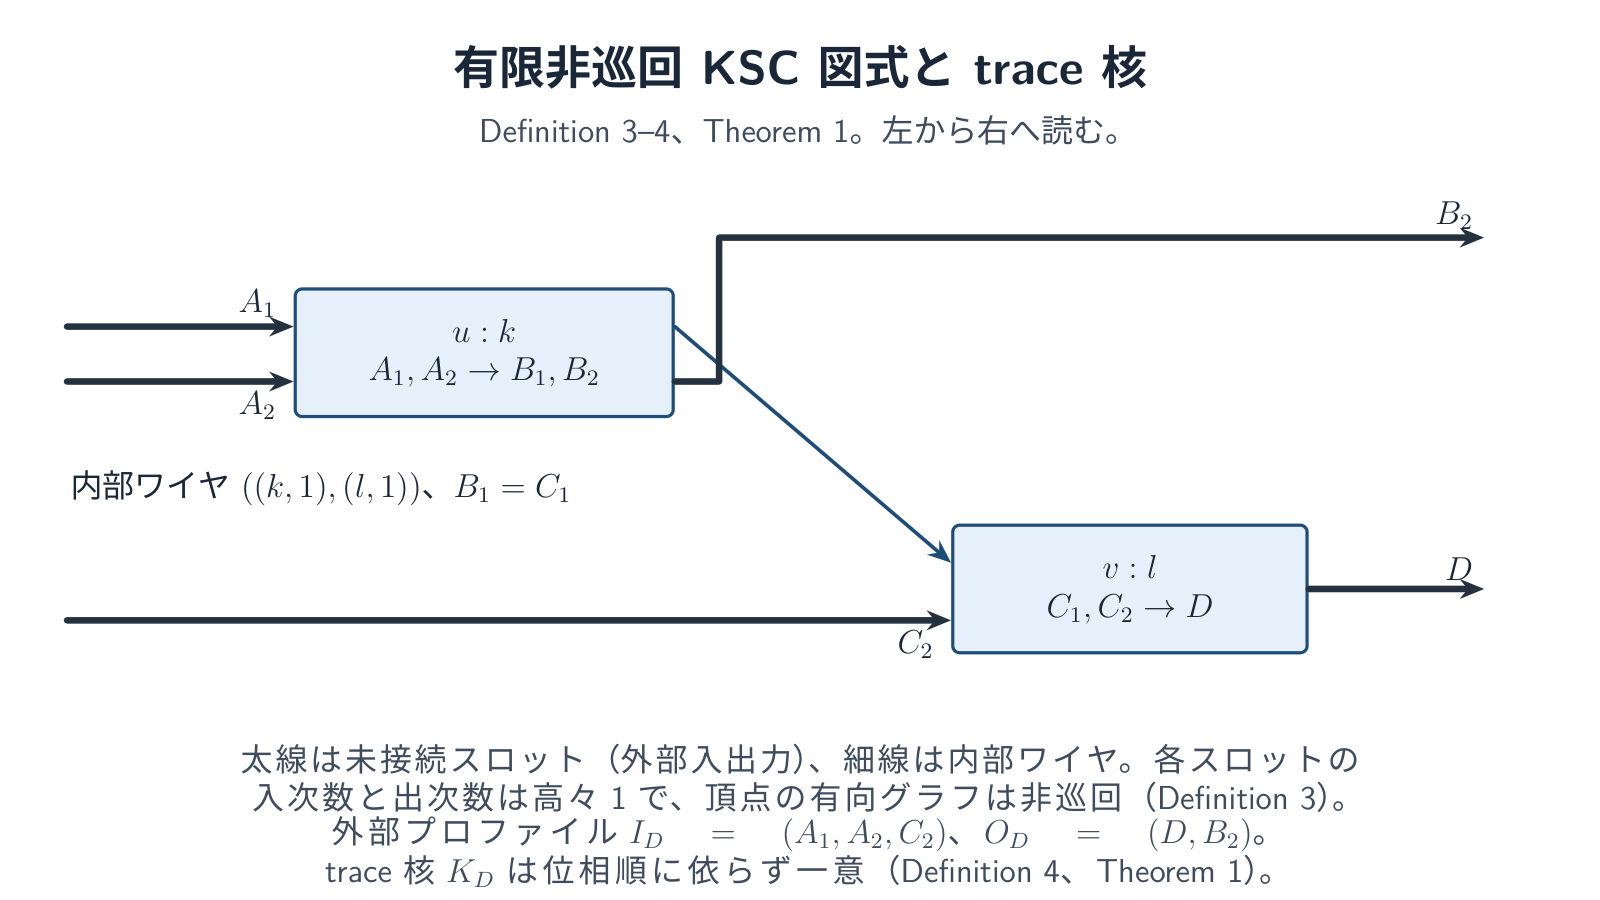 有限非巡回 KSC 図式と trace 核
Definition 3–4、Theorem 1。左から右へ読む。
B₂
A₁
u : k
A₁, A₂ → B₁, B₂
A₂
内部ワイヤ ((k, 1), (l, 1))、B₁ = C₁
v : l
C₁, C₂ → D
D
C₂
太線は未接続スロット（外部入出力）、細線は内部ワイヤ。各スロットの
入次数と出次数は高々 1 で、頂点の有向グラフは非巡回（Definition 3）。
外部プロファイル I_D = (A₁, A₂, C₂)、O_D = (D, B₂)。
trace 核 K_D は位相順に依らず一意（Definition 4、Theorem 1）。